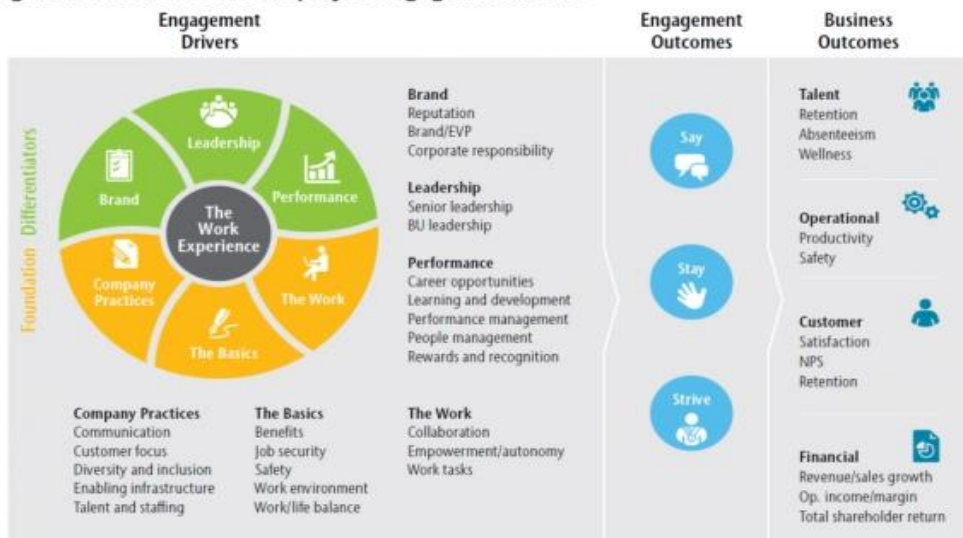 Engagement
Drivers
Engagement
Outcomes
Business
Outcomes
Differentiators
Foundation
Leadership
Brand
Performance
The
Work
Experience
Company
Practices
The Work
The Basics
Brand
Reputation
Brand/EVP
Corporate responsibility
Leadership
Senior leadership
BU leadership
Performance
Career opportunities
Learning and development
Performance management
People management
Rewards and recognition
Company Practices
Communication
Customer focus
Diversity and inclusion
Enabling infrastructure
Talent and staffing
The Basics
Benefits
Job security
Safety
Work environment
Work/life balance
The Work
Collaboration
Empowerment/autonomy
Work tasks
Say
Stay
Strive
Talent
Retention
Absenteeism
Wellness
Operational
Productivity
Safety
Customer
Satisfaction
NPS
Retention
Financial
Revenue/sales growth
Op. income/margin
Total shareholder return